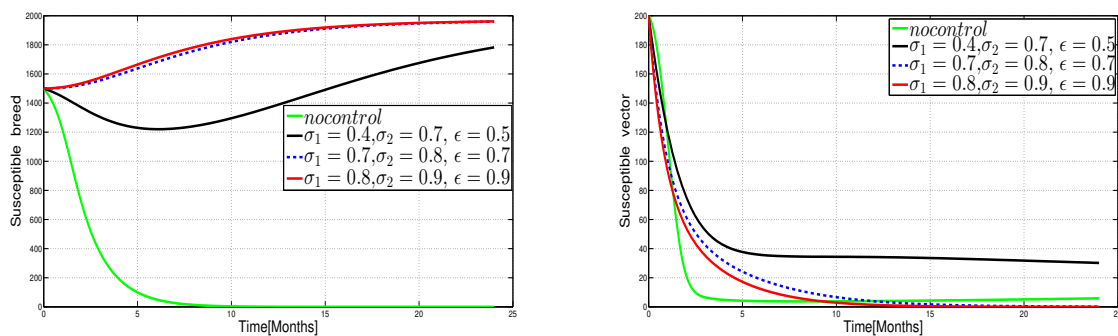 2000
1800
1600
1400
1200
1000
800
600
400
200
0
Susceptible breed
nocontrol
σ₁ = 0.4,σ₂ = 0.7, ϵ = 0.5
σ₁ = 0.7,σ₂ = 0.8, ϵ = 0.7
σ₁ = 0.8,σ₂ = 0.9, ϵ = 0.9
0 5 10 15 20 25
Time[Months]
200
180
160
140
120
100
80
60
40
20
0
Susceptible vector
nocontrol
σ₁ = 0.4,σ₂ = 0.7, ϵ = 0.5
σ₁ = 0.7,σ₂ = 0.8, ϵ = 0.7
σ₁ = 0.8,σ₂ = 0.9, ϵ = 0.9
0 5 10 15 20
Time[Months]